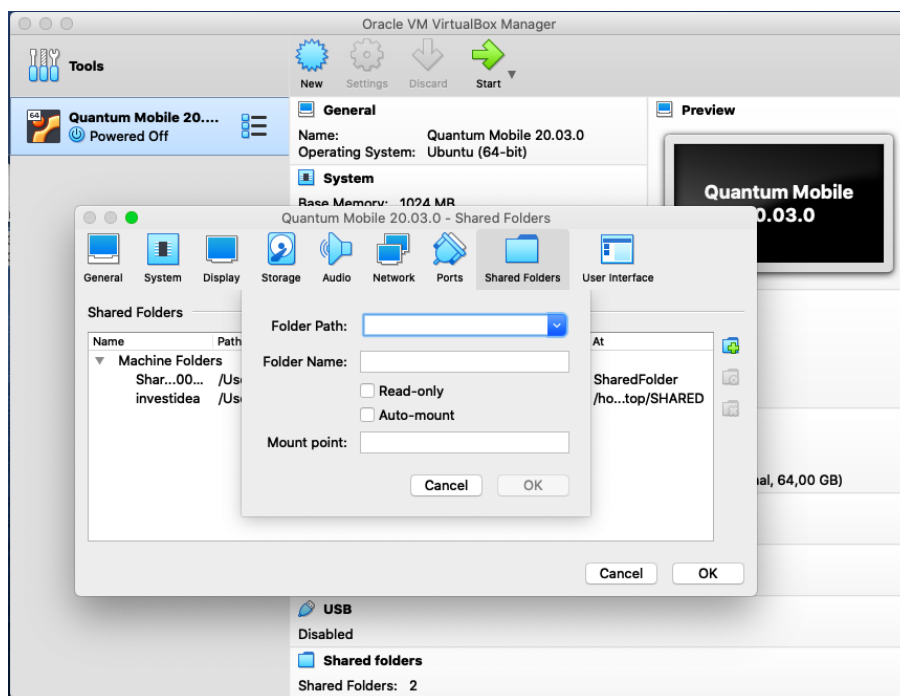 Oracle VM VirtualBox Manager
Tools
New Settings Discard Start
64
Quantum Mobile 20....
Powered Off
General
Name: Quantum Mobile 20.03.0
Operating System: Ubuntu (64-bit)
System
Base Memory: 1024 MB
Preview
Quantum Mobile
0.03.0
Quantum Mobile 20.03.0 - Shared Folders
General System Display Storage Audio Network Ports Shared Folders User Interface
Shared Folders
Name Path At
Machine Folders
Shar...00... /Us SharedFolder
investidea /Us /ho...top/SHARED
Folder Path:
Folder Name:
Read-only
Auto-mount
Mount point:
Cancel OK
al, 64,00 GB)
Cancel OK
USB
Disabled
Shared folders
Shared Folders: 2